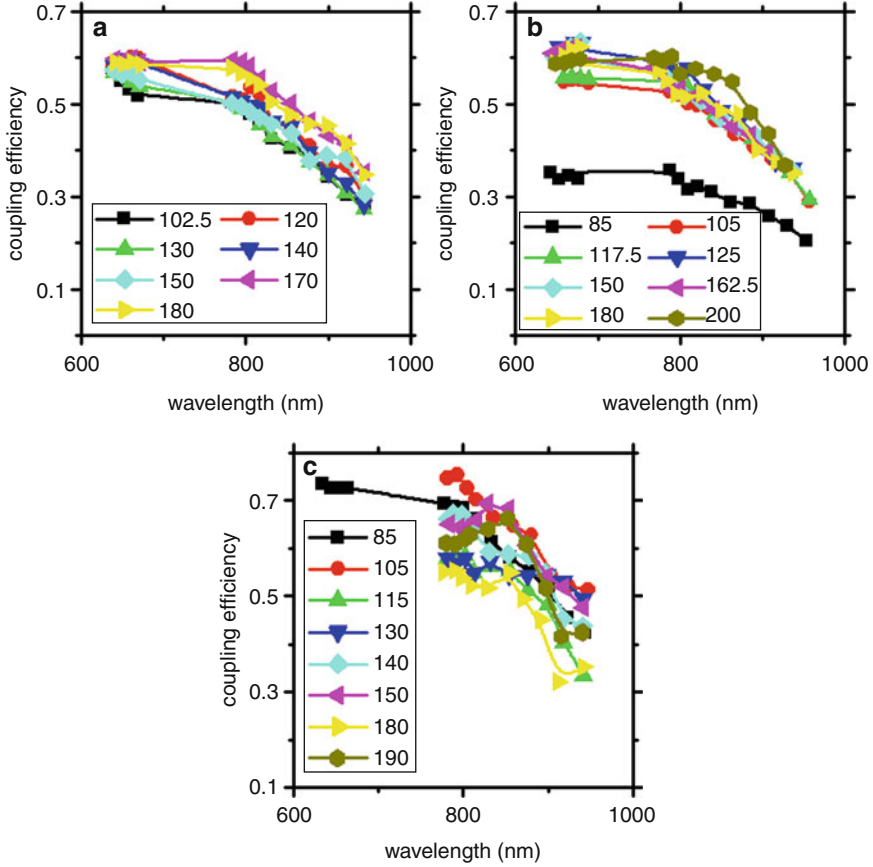 a
coupling efficiency
0.7
0.5
0.3
0.1
102.5 120
130 140
150 170
180
600 800 1000
wavelength (nm)
b
coupling efficiency
0.7
0.5
0.3
0.1
85 105
117.5 125
150 162.5
180 200
600 800 1000
wavelength (nm)
c
coupling efficiency
0.7
0.5
0.3
0.1
85
105
115
130
140
150
180
190
600 800 1000
wavelength (nm)